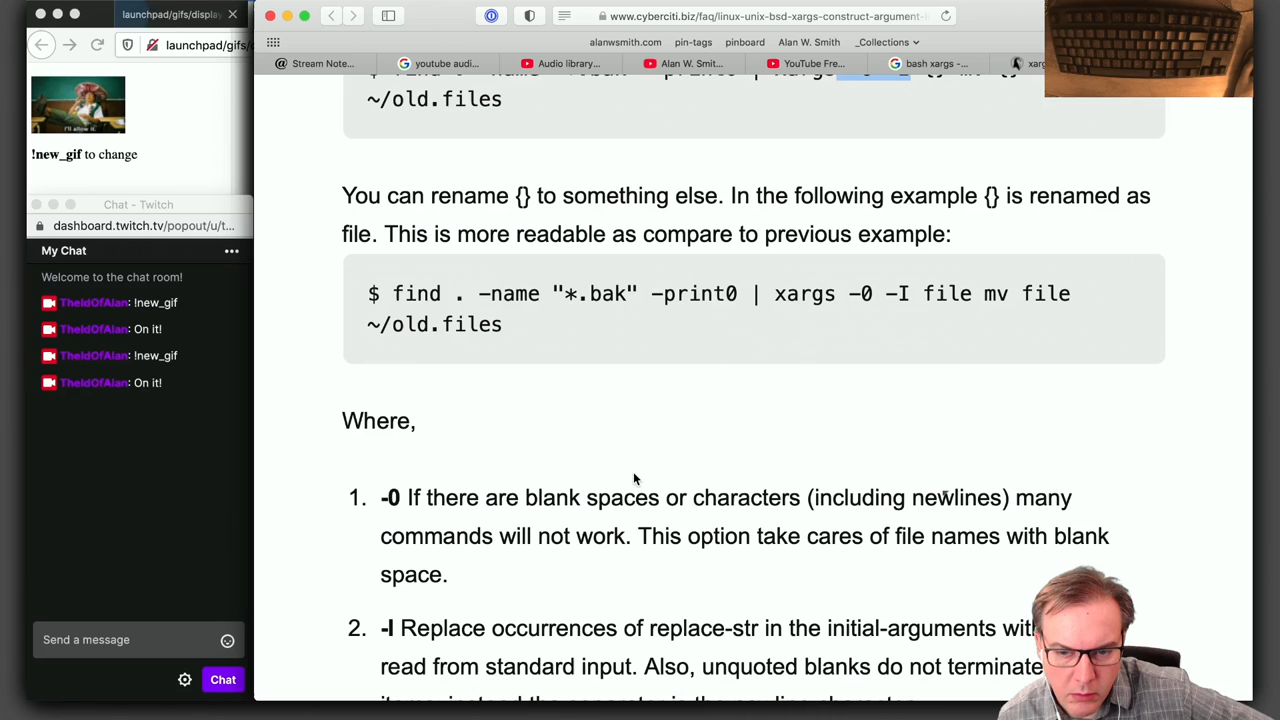 launchpad/gifs/display
launchpad/gifs/
I'll allow it.
!new_gif to change
Chat - Twitch
dashboard.twitch.tv/popout/u/t...
My Chat
Welcome to the chat room!
TheIdOfAlan: !new_gif
TheIdOfAlan: On it!
TheIdOfAlan: !new_gif
TheIdOfAlan: On it!
Send a message
Chat
www.cyberciti.biz/faq/linux-unix-bsd-xargs-construct-argument-
alanwsmith.com pin-tags pinboard Alan W. Smith _Collections
Stream Note... youtube audi... Audio library... Alan W. Smit... YouTube Fre... bash xargs -... xarg
~/old.files
You can rename {} to something else. In the following example {} is renamed as
file. This is more readable as compare to previous example:
$ find . -name "*.bak" -print0 | xargs -0 -I file mv file
~/old.files
Where,
1. -0 If there are blank spaces or characters (including newlines) many
commands will not work. This option take cares of file names with blank
space.
2. -I Replace occurrences of replace-str in the initial-arguments with
read from standard input. Also, unquoted blanks do not terminate